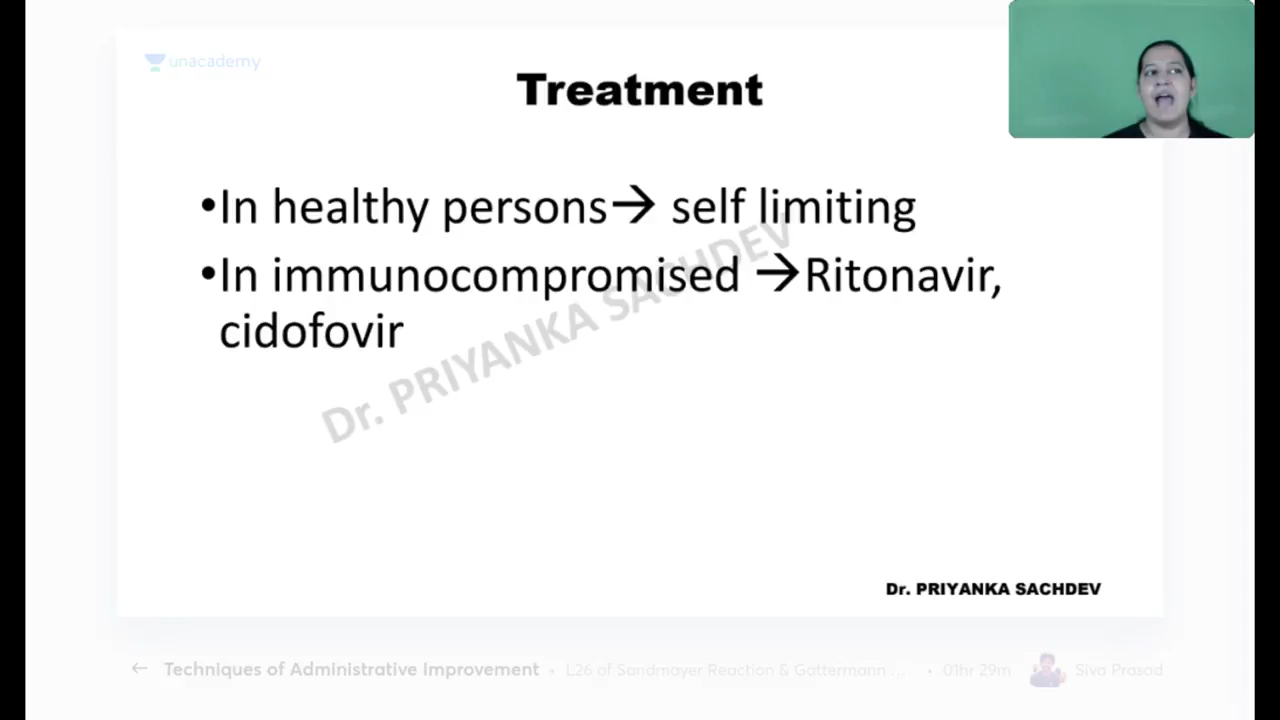 unacademy
Treatment
•In healthy persons→ self limiting
•In immunocompromised →Ritonavir,
cidofovir
Dr. PRIYANKA SACHDEV
Dr. PRIYANKA SACHDEV
← Techniques of Administrative Improvement • L26 of Sandmayer Reaction & Gattermann ... • 01hr 29m Siva Prasad